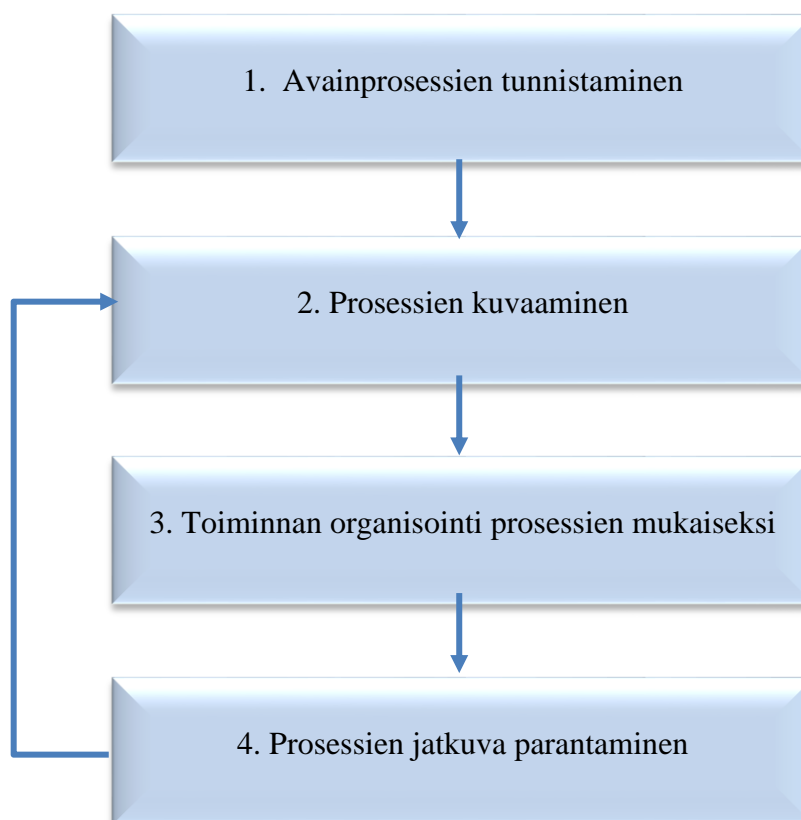 1. Avainprosessien tunnistaminen
2. Prosessien kuvaaminen
3. Toiminnan organisointi prosessien mukaiseksi
4. Prosessien jatkuva parantaminen